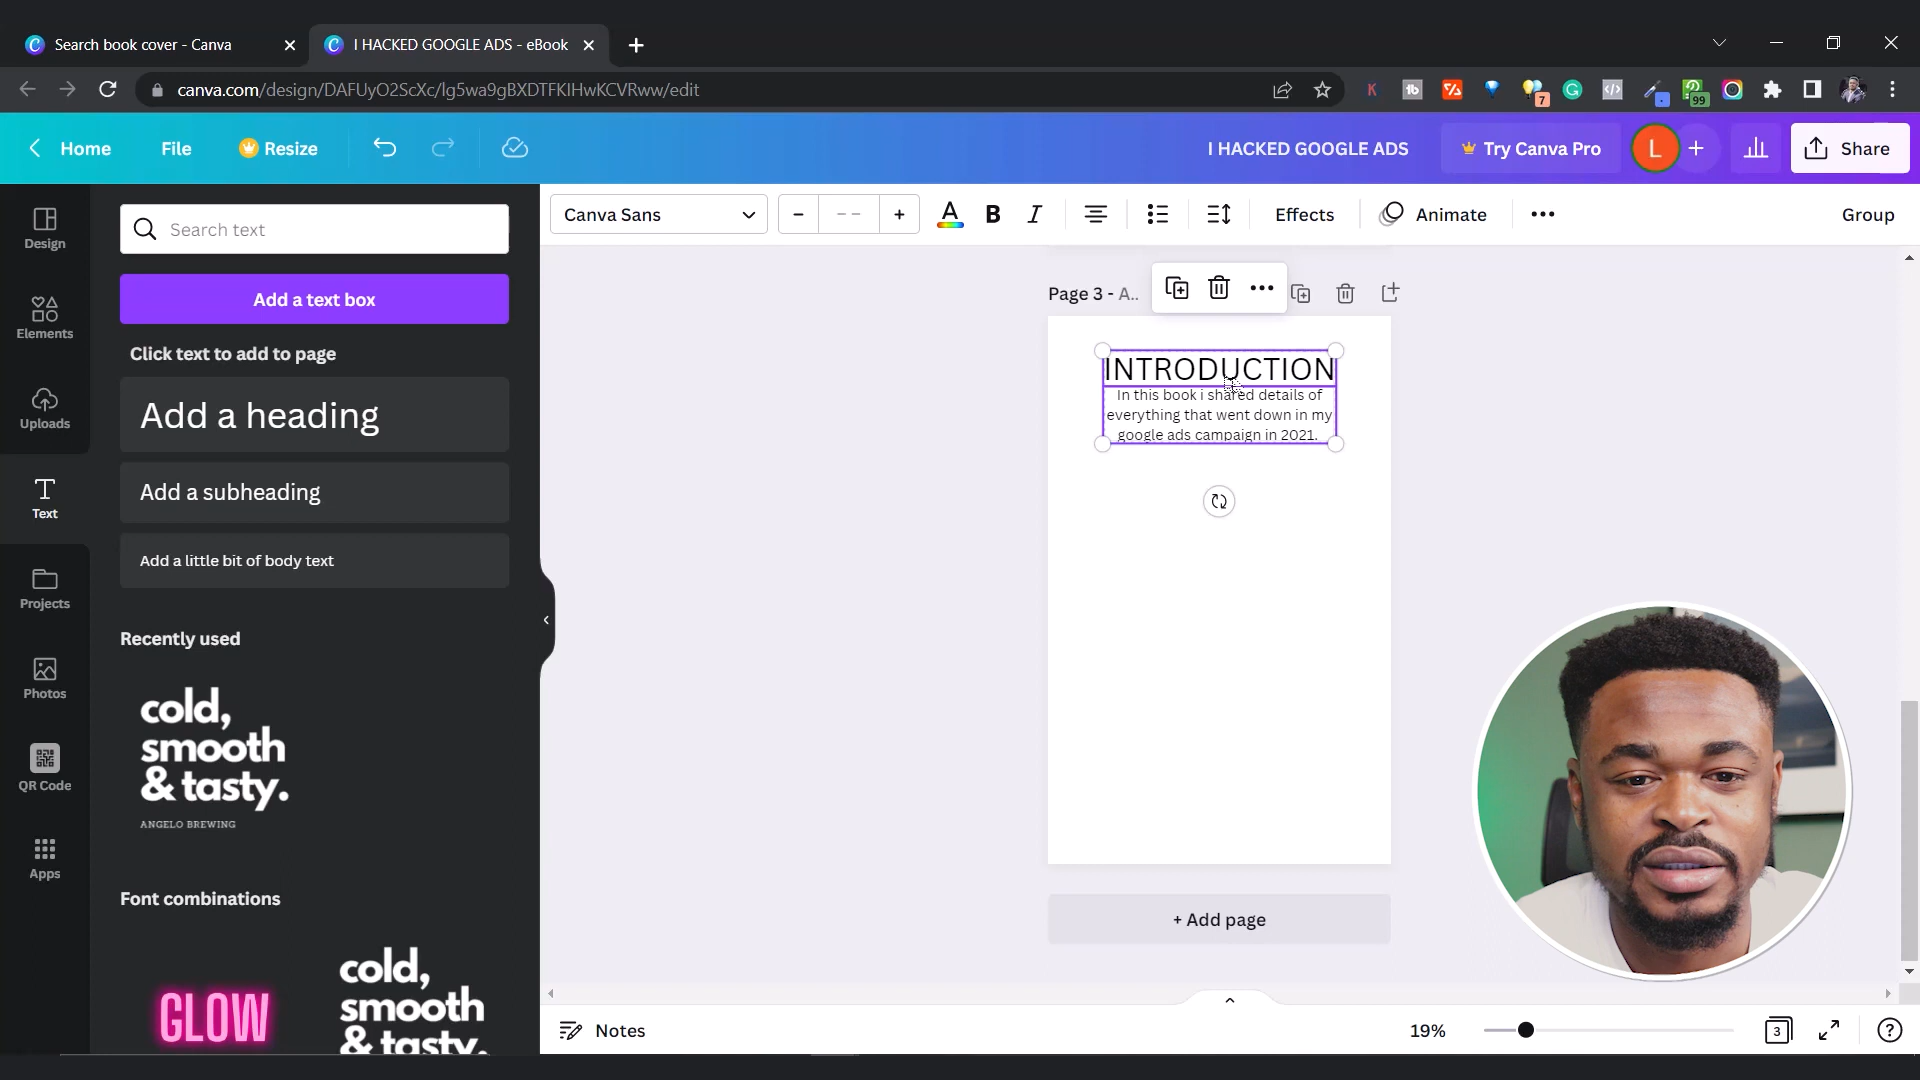 Search book cover - Canva
I HACKED GOOGLE ADS - eBook
canva.com/design/DAFUyO2ScXc/lg5wa9gBXDTFKIHwKCVRww/edit
7
99
Home
File
Resize
I HACKED GOOGLE ADS
Try Canva Pro
L
Share
Design
Elements
Uploads
Text
Projects
Photos
QR Code
Apps
Search text
Add a text box
Click text to add to page
Add a heading
Add a subheading
Add a little bit of body text
Recently used
cold,
smooth
& tasty.
ANGELO BREWING
Font combinations
GLOW
cold,
smooth
& tasty.
Canva Sans
- -
A
B
I
Effects
Animate
Group
Page 3 - A..
INTRODUCTION
In this book i shared details of
everything that went down in my
google ads campaign in 2021.
+ Add page
Notes
19%
3